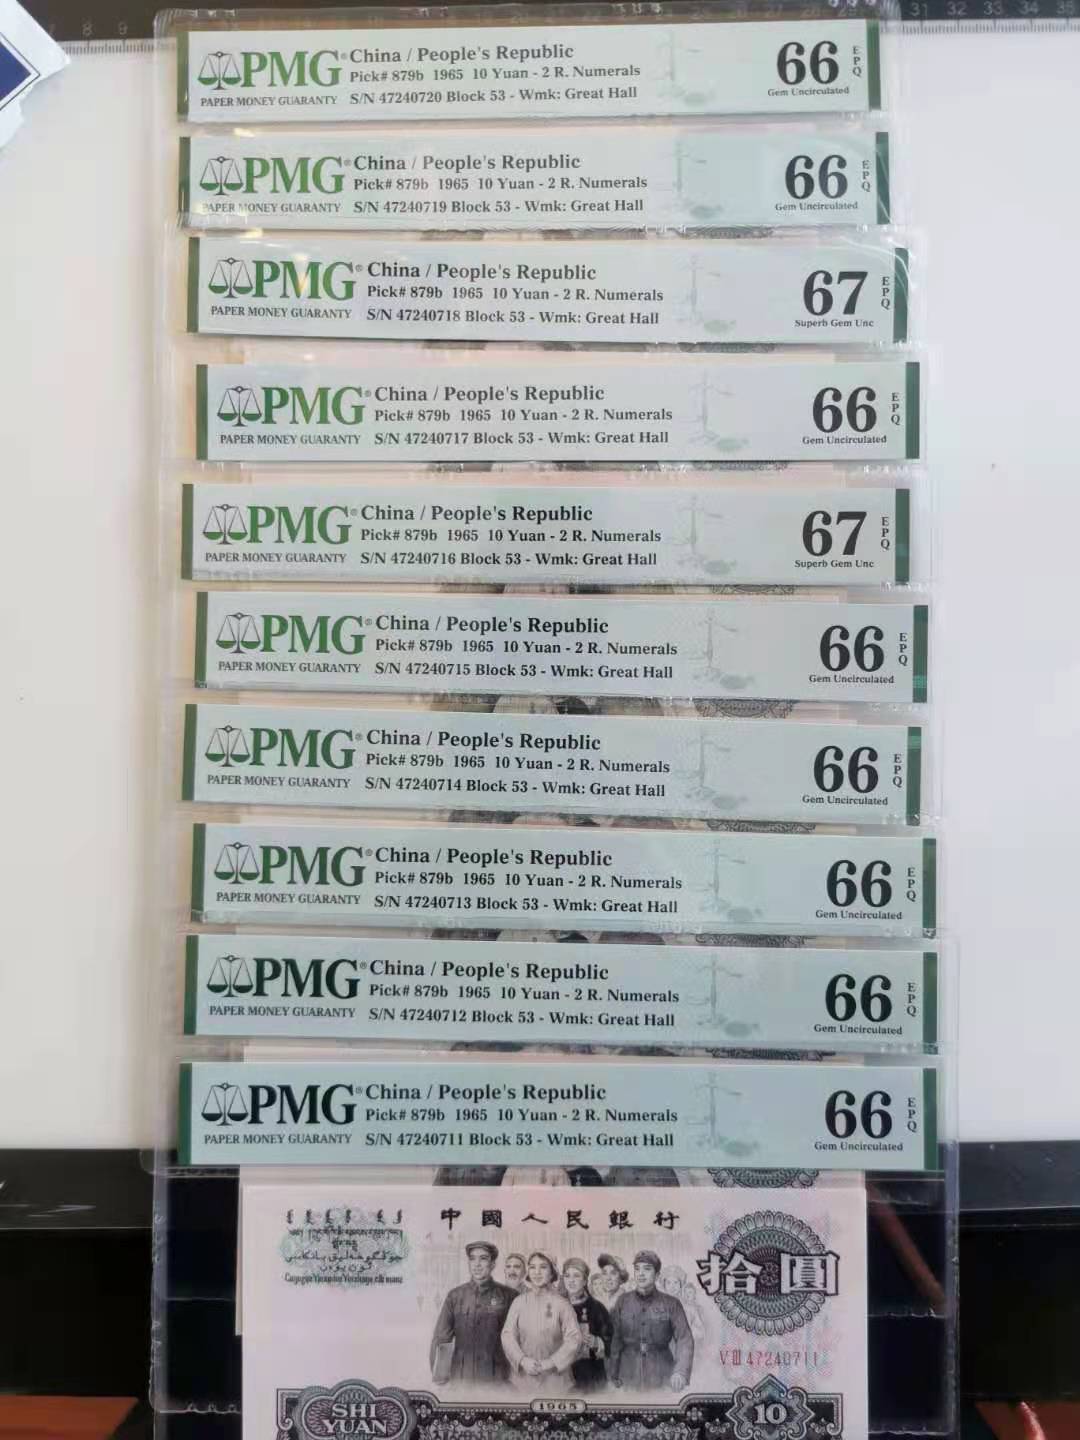 PMG® China / People's Republic 66 EPQ
Pick# 879b 1965 10 Yuan - 2 R. Numerals
PAPER MONEY GUARANTY S/N 47240720 Block 53 - Wmk: Great Hall Gem Uncirculated
PMG® China / People's Republic 66 EPQ
Pick# 879b 1965 10 Yuan - 2 R. Numerals
PAPER MONEY GUARANTY S/N 47240719 Block 53 - Wmk: Great Hall Gem Uncirculated
PMG® China / People's Republic 67 EPQ
Pick# 879b 1965 10 Yuan - 2 R. Numerals
PAPER MONEY GUARANTY S/N 47240718 Block 53 - Wmk: Great Hall Superb Gem Unc
PMG® China / People's Republic 66 EPQ
Pick# 879b 1965 10 Yuan - 2 R. Numerals
PAPER MONEY GUARANTY S/N 47240717 Block 53 - Wmk: Great Hall Gem Uncirculated
PMG® China / People's Republic 67 EPQ
Pick# 879b 1965 10 Yuan - 2 R. Numerals
PAPER MONEY GUARANTY S/N 47240716 Block 53 - Wmk: Great Hall Superb Gem Unc
PMG® China / People's Republic 66 EPQ
Pick# 879b 1965 10 Yuan - 2 R. Numerals
PAPER MONEY GUARANTY S/N 47240715 Block 53 - Wmk: Great Hall Gem Uncirculated
PMG® China / People's Republic 66 EPQ
Pick# 879b 1965 10 Yuan - 2 R. Numerals
PAPER MONEY GUARANTY S/N 47240714 Block 53 - Wmk: Great Hall Gem Uncirculated
PMG® China / People's Republic 66 EPQ
Pick# 879b 1965 10 Yuan - 2 R. Numerals
PAPER MONEY GUARANTY S/N 47240713 Block 53 - Wmk: Great Hall Gem Uncirculated
PMG® China / People's Republic 66 EPQ
Pick# 879b 1965 10 Yuan - 2 R. Numerals
PAPER MONEY GUARANTY S/N 47240712 Block 53 - Wmk: Great Hall Gem Uncirculated
PMG® China / People's Republic 66 EPQ
Pick# 879b 1965 10 Yuan - 2 R. Numerals
PAPER MONEY GUARANTY S/N 47240711 Block 53 - Wmk: Great Hall Gem Uncirculated
中國人民銀行
拾圓
V III 47240711
1965
SHI
YUAN
10